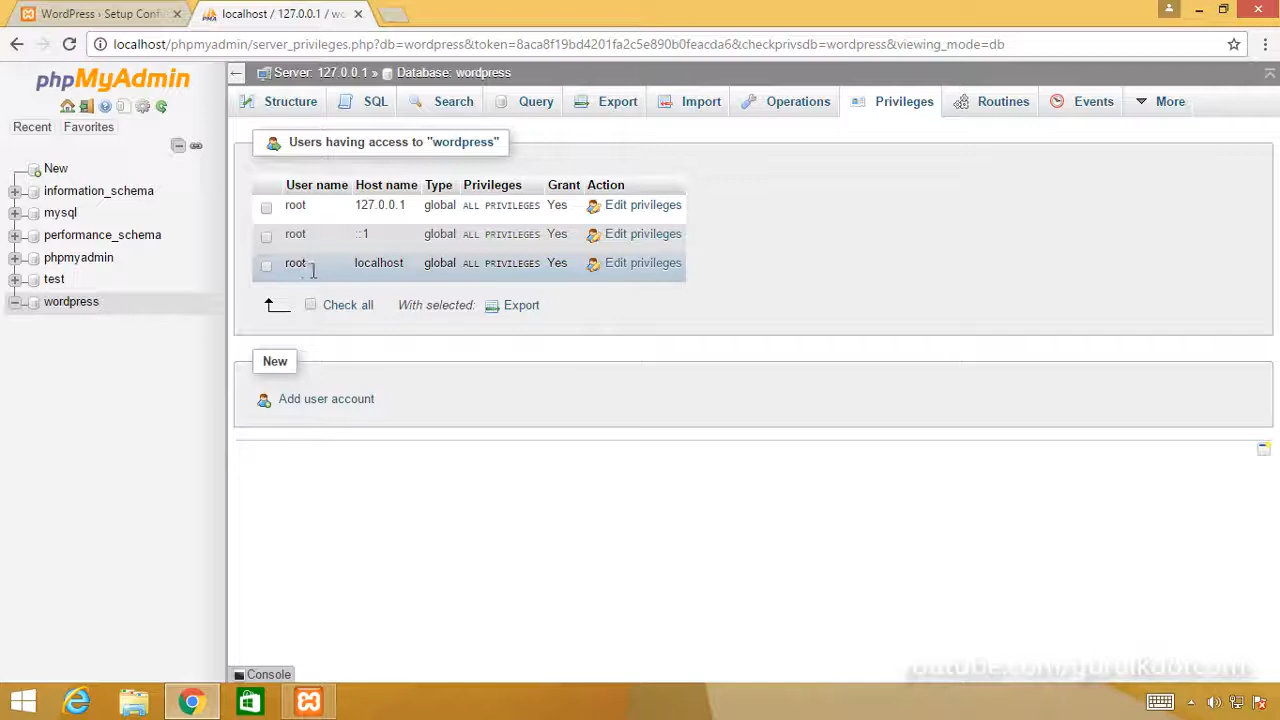 WordPress › Setup Conf
localhost / 127.0.0.1 / wo
localhost/phpmyadmin/server_privileges.php?db=wordpress&token=8aca8f19bd4201fa2c5e890b0feacda6&checkprivsdb=wordpress&viewing_mode=db
phpMyAdmin
Recent Favorites
New
information_schema
mysql
performance_schema
phpmyadmin
test
wordpress
Server: 127.0.0.1 » Database: wordpress
Structure SQL Search Query Export Import Operations Privileges Routines Events More
Users having access to "wordpress"
User name Host name Type Privileges Grant Action
root 127.0.0.1 global ALL PRIVILEGES Yes Edit privileges
root ::1 global ALL PRIVILEGES Yes Edit privileges
root localhost global ALL PRIVILEGES Yes Edit privileges
Check all With selected: Export
New
Add user account
Console